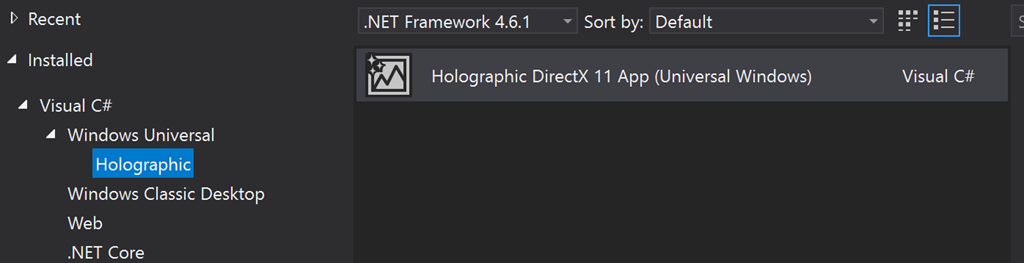 Recent
Installed
Visual C#
Windows Universal
Holographic
Windows Classic Desktop
Web
.NET Core
.NET Framework 4.6.1
Sort by: Default
Holographic DirectX 11 App (Universal Windows)
Visual C#